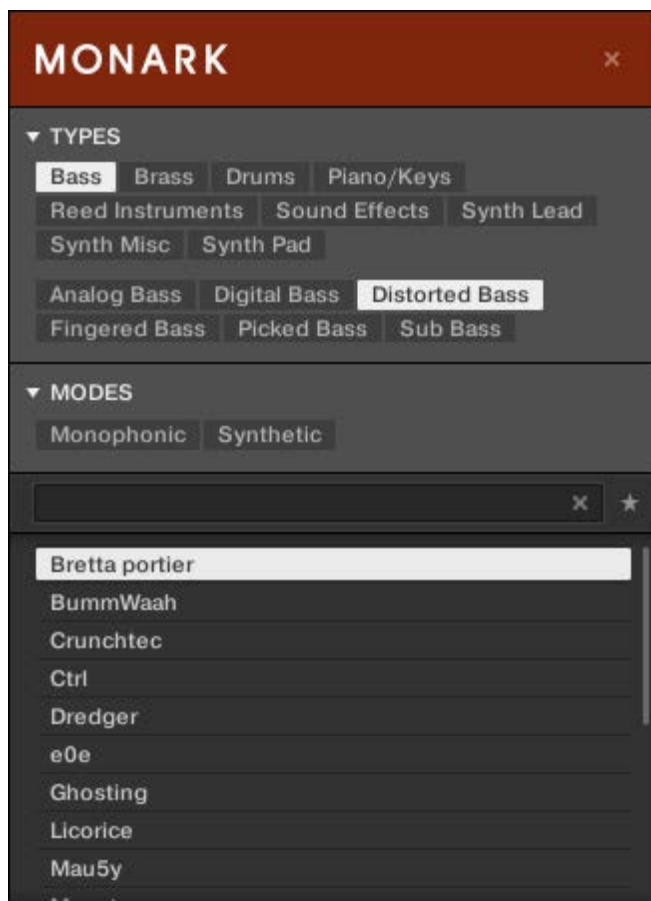 MONARK
TYPES
Bass Brass Drums Piano/Keys
Reed Instruments Sound Effects Synth Lead
Synth Misc Synth Pad
Analog Bass Digital Bass Distorted Bass
Fingered Bass Picked Bass Sub Bass
MODES
Monophonic Synthetic
Bretta portier
BummWaah
Crunchtec
Ctrl
Dredger
e0e
Ghosting
Licorice
Mau5y